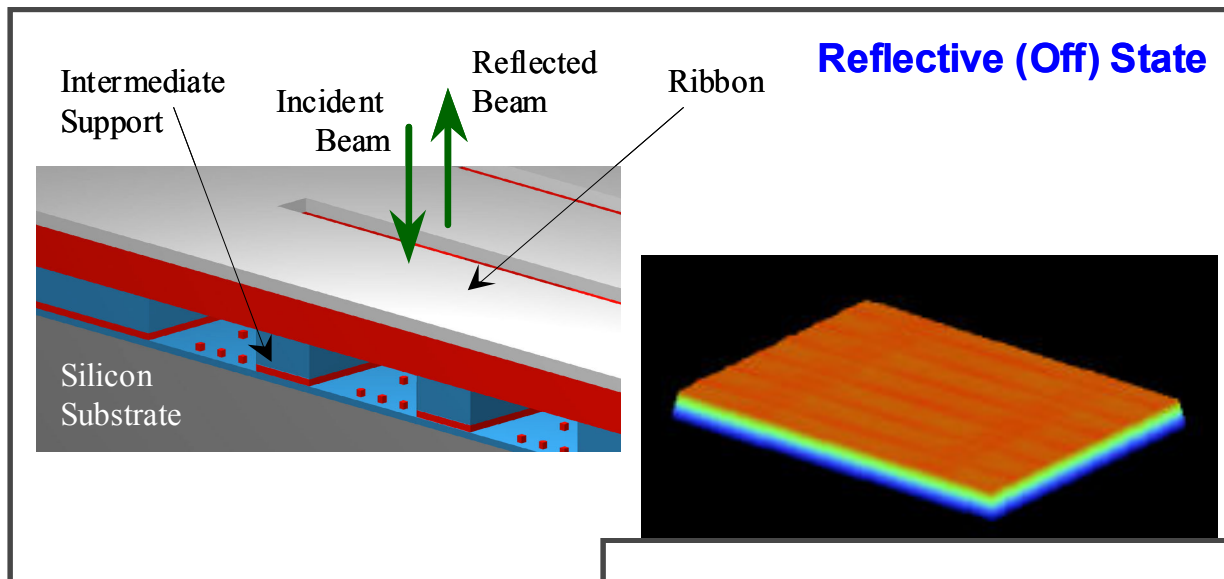 Reflective (Off) State
Intermediate
Support
Incident
Beam
Reflected
Beam
Ribbon
Silicon
Substrate